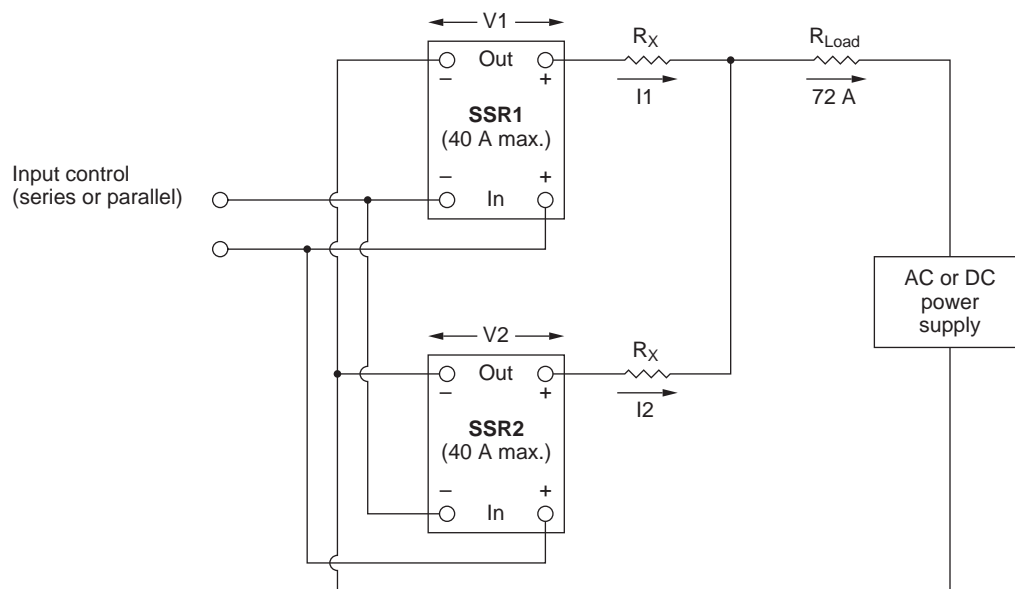 V1
Out
– +
SSR1
(40 A max.)
– +
In
R_X
I1
R_Load
72 A
Input control
(series or parallel)
V2
Out
– +
SSR2
(40 A max.)
– +
In
R_X
I2
AC or DC
power
supply